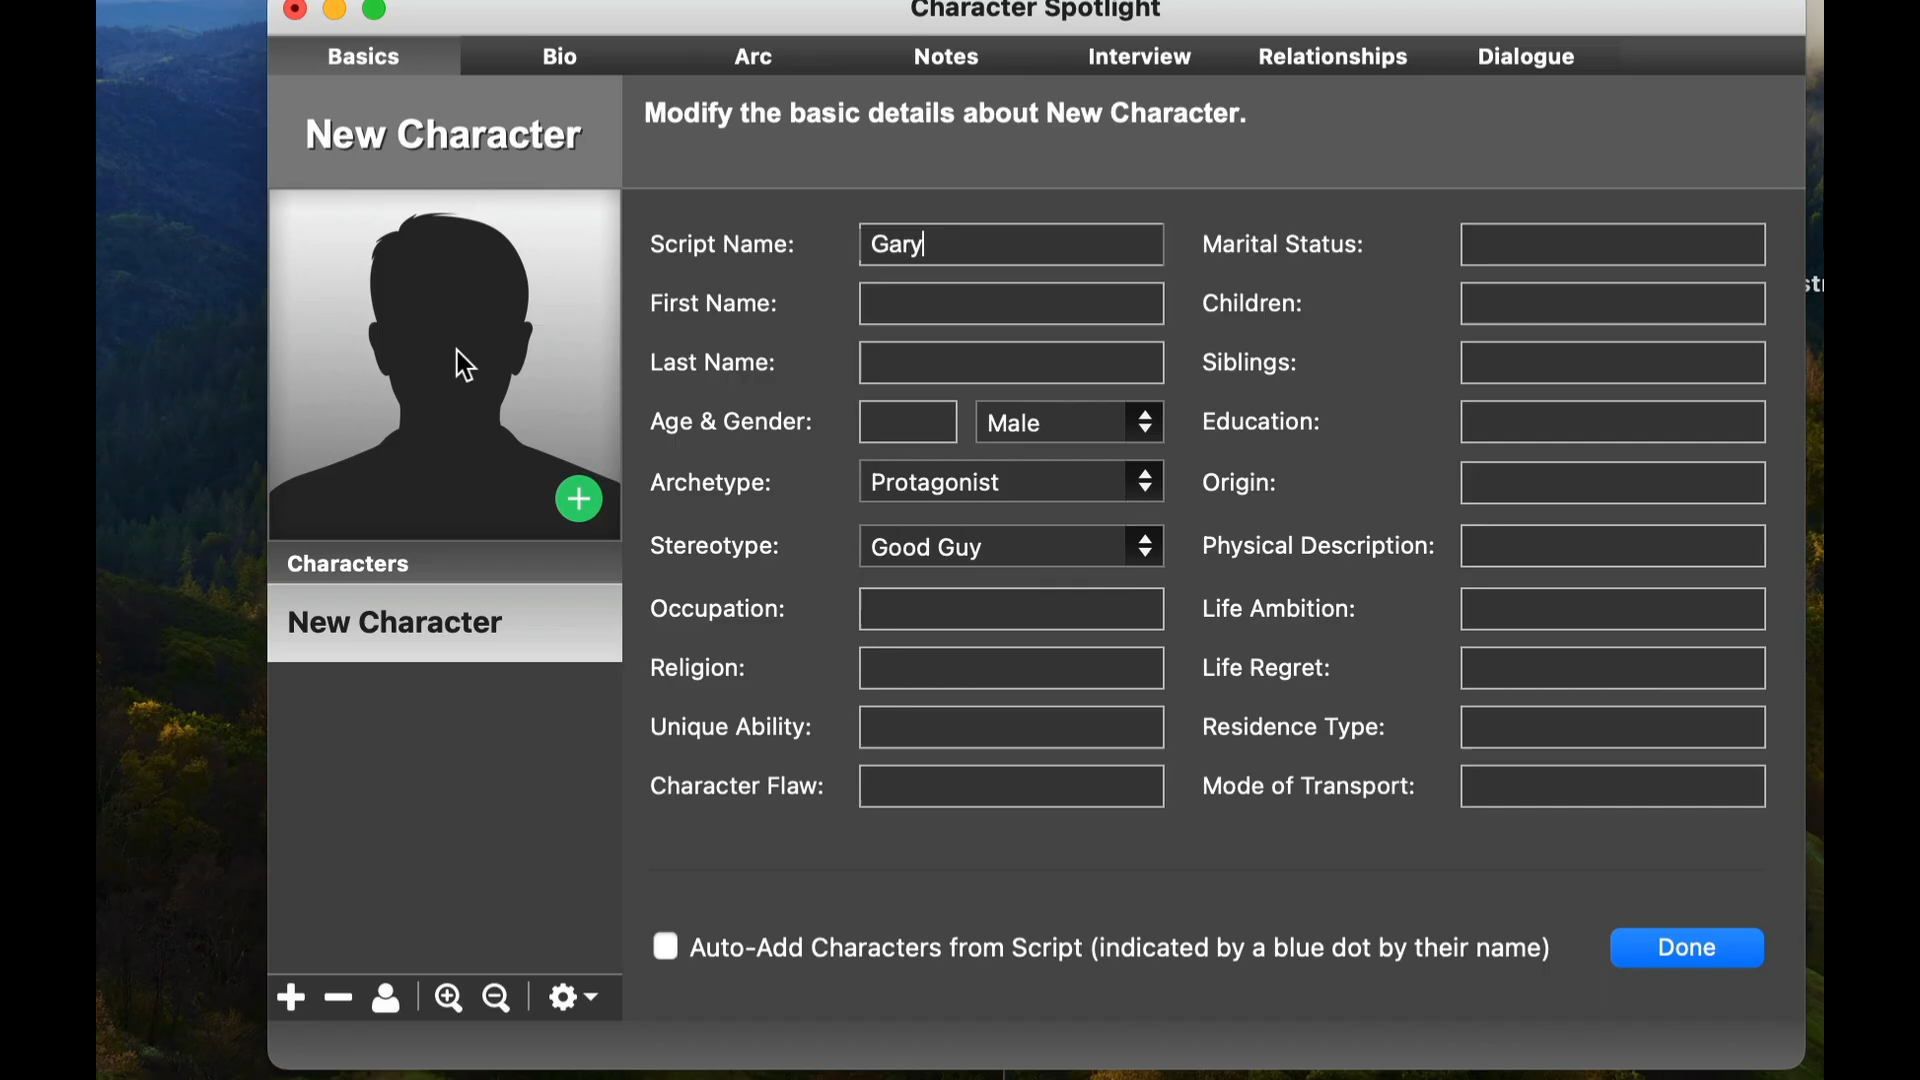 Character Spotlight
Basics Bio Arc Notes Interview Relationships Dialogue
New Character
Modify the basic details about New Character.
Script Name: Gary
Marital Status:
First Name:
Children:
Last Name:
Siblings:
Age & Gender: Male
Education:
Archetype: Protagonist
Origin:
Stereotype: Good Guy
Physical Description:
Occupation:
Life Ambition:
Religion:
Life Regret:
Unique Ability:
Residence Type:
Character Flaw:
Mode of Transport:
Characters
New Character
Auto-Add Characters from Script (indicated by a blue dot by their name)
Done